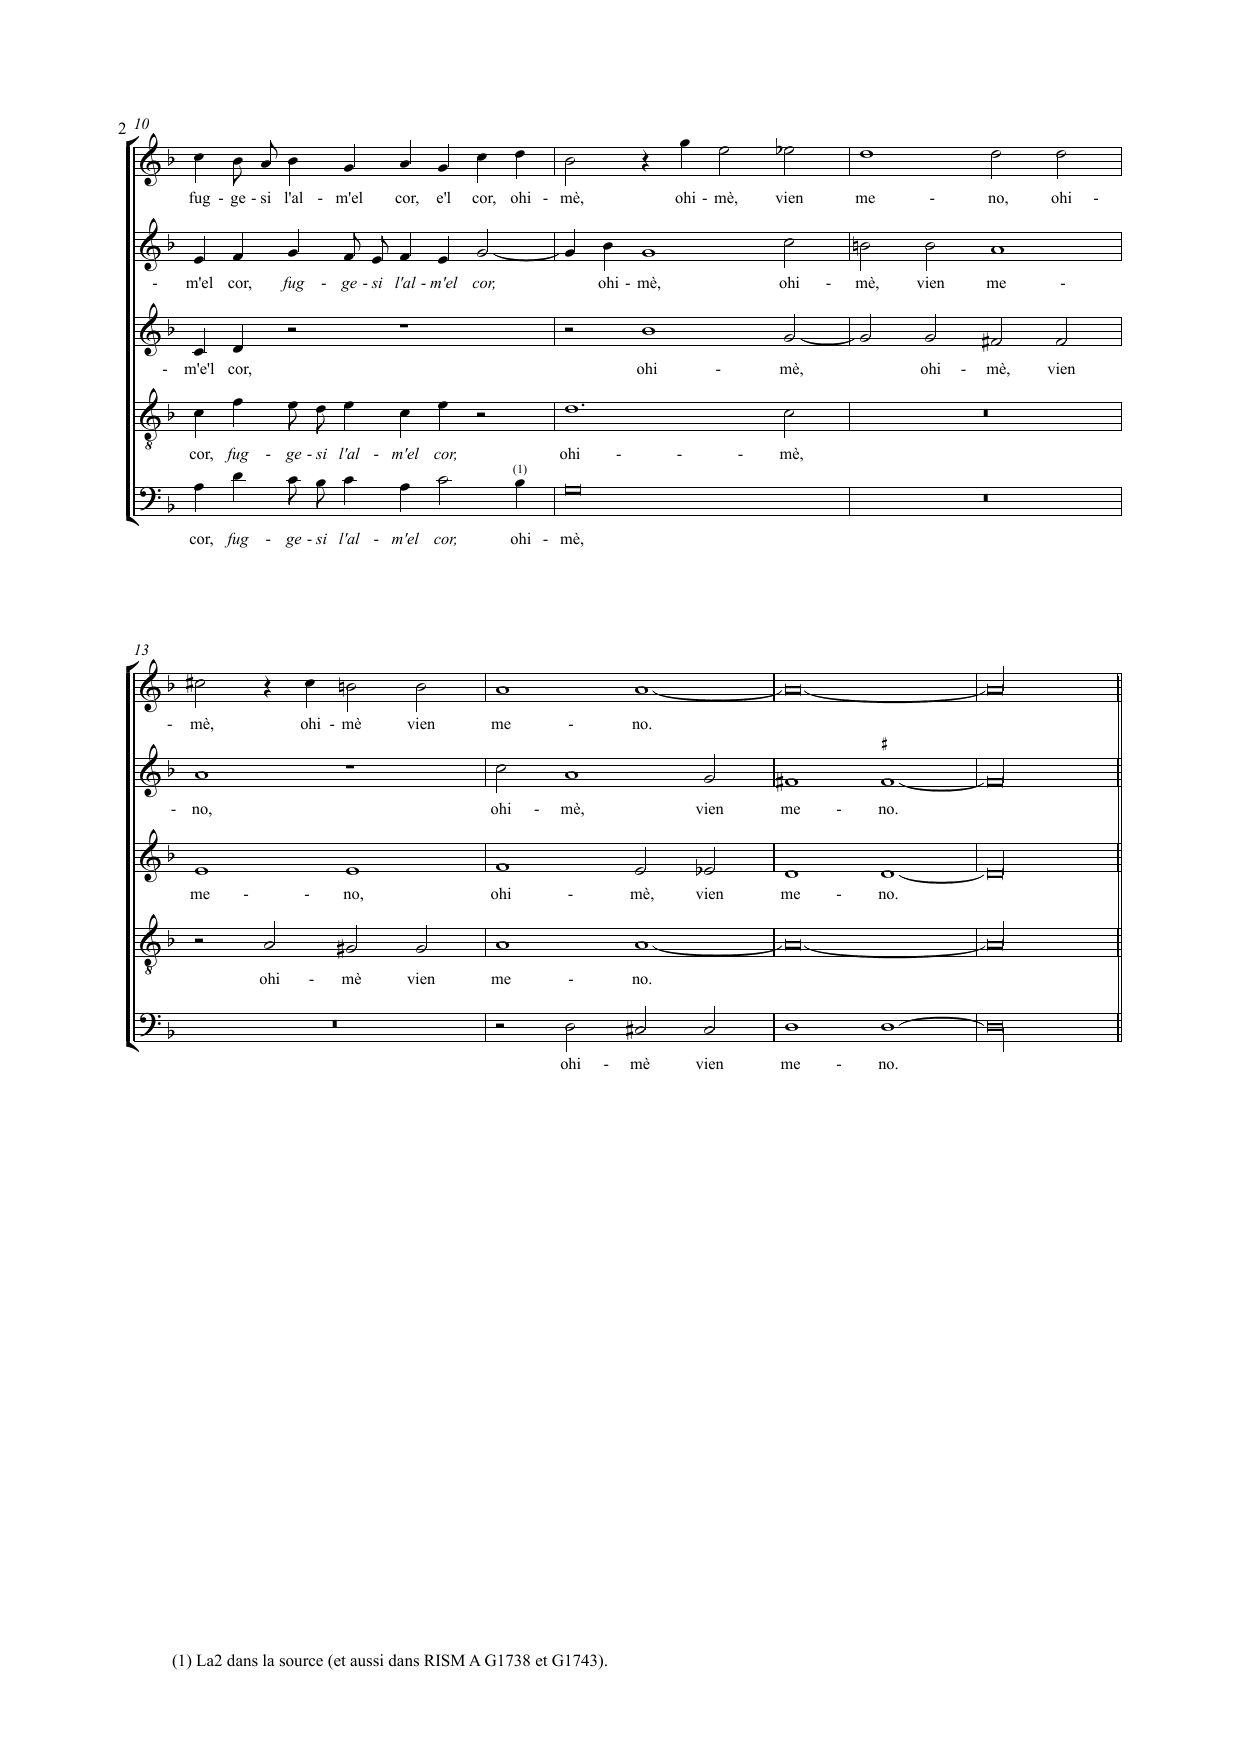 2 10
fug - ge - si l'al - m'el cor, e'l cor, ohi - mè, ohi - mè, vien me - no, ohi -
- m'el cor, fug - ge - si l'al - m'el cor, ohi - mè, ohi - mè, vien me -
- m'e'l cor, ohi - mè, ohi - mè, vien
cor, fug - ge - si l'al - m'el cor, ohi - - - mè,
(1)
cor, fug - ge - si l'al - m'el cor, ohi - mè,
13
- mè, ohi - mè vien me - no.
- no, ohi - mè, vien me - no.
me - - no, ohi - mè, vien me - no.
ohi - mè vien me - no.
ohi - mè vien me - no.
(1) La2 dans la source (et aussi dans RISM A G1738 et G1743).